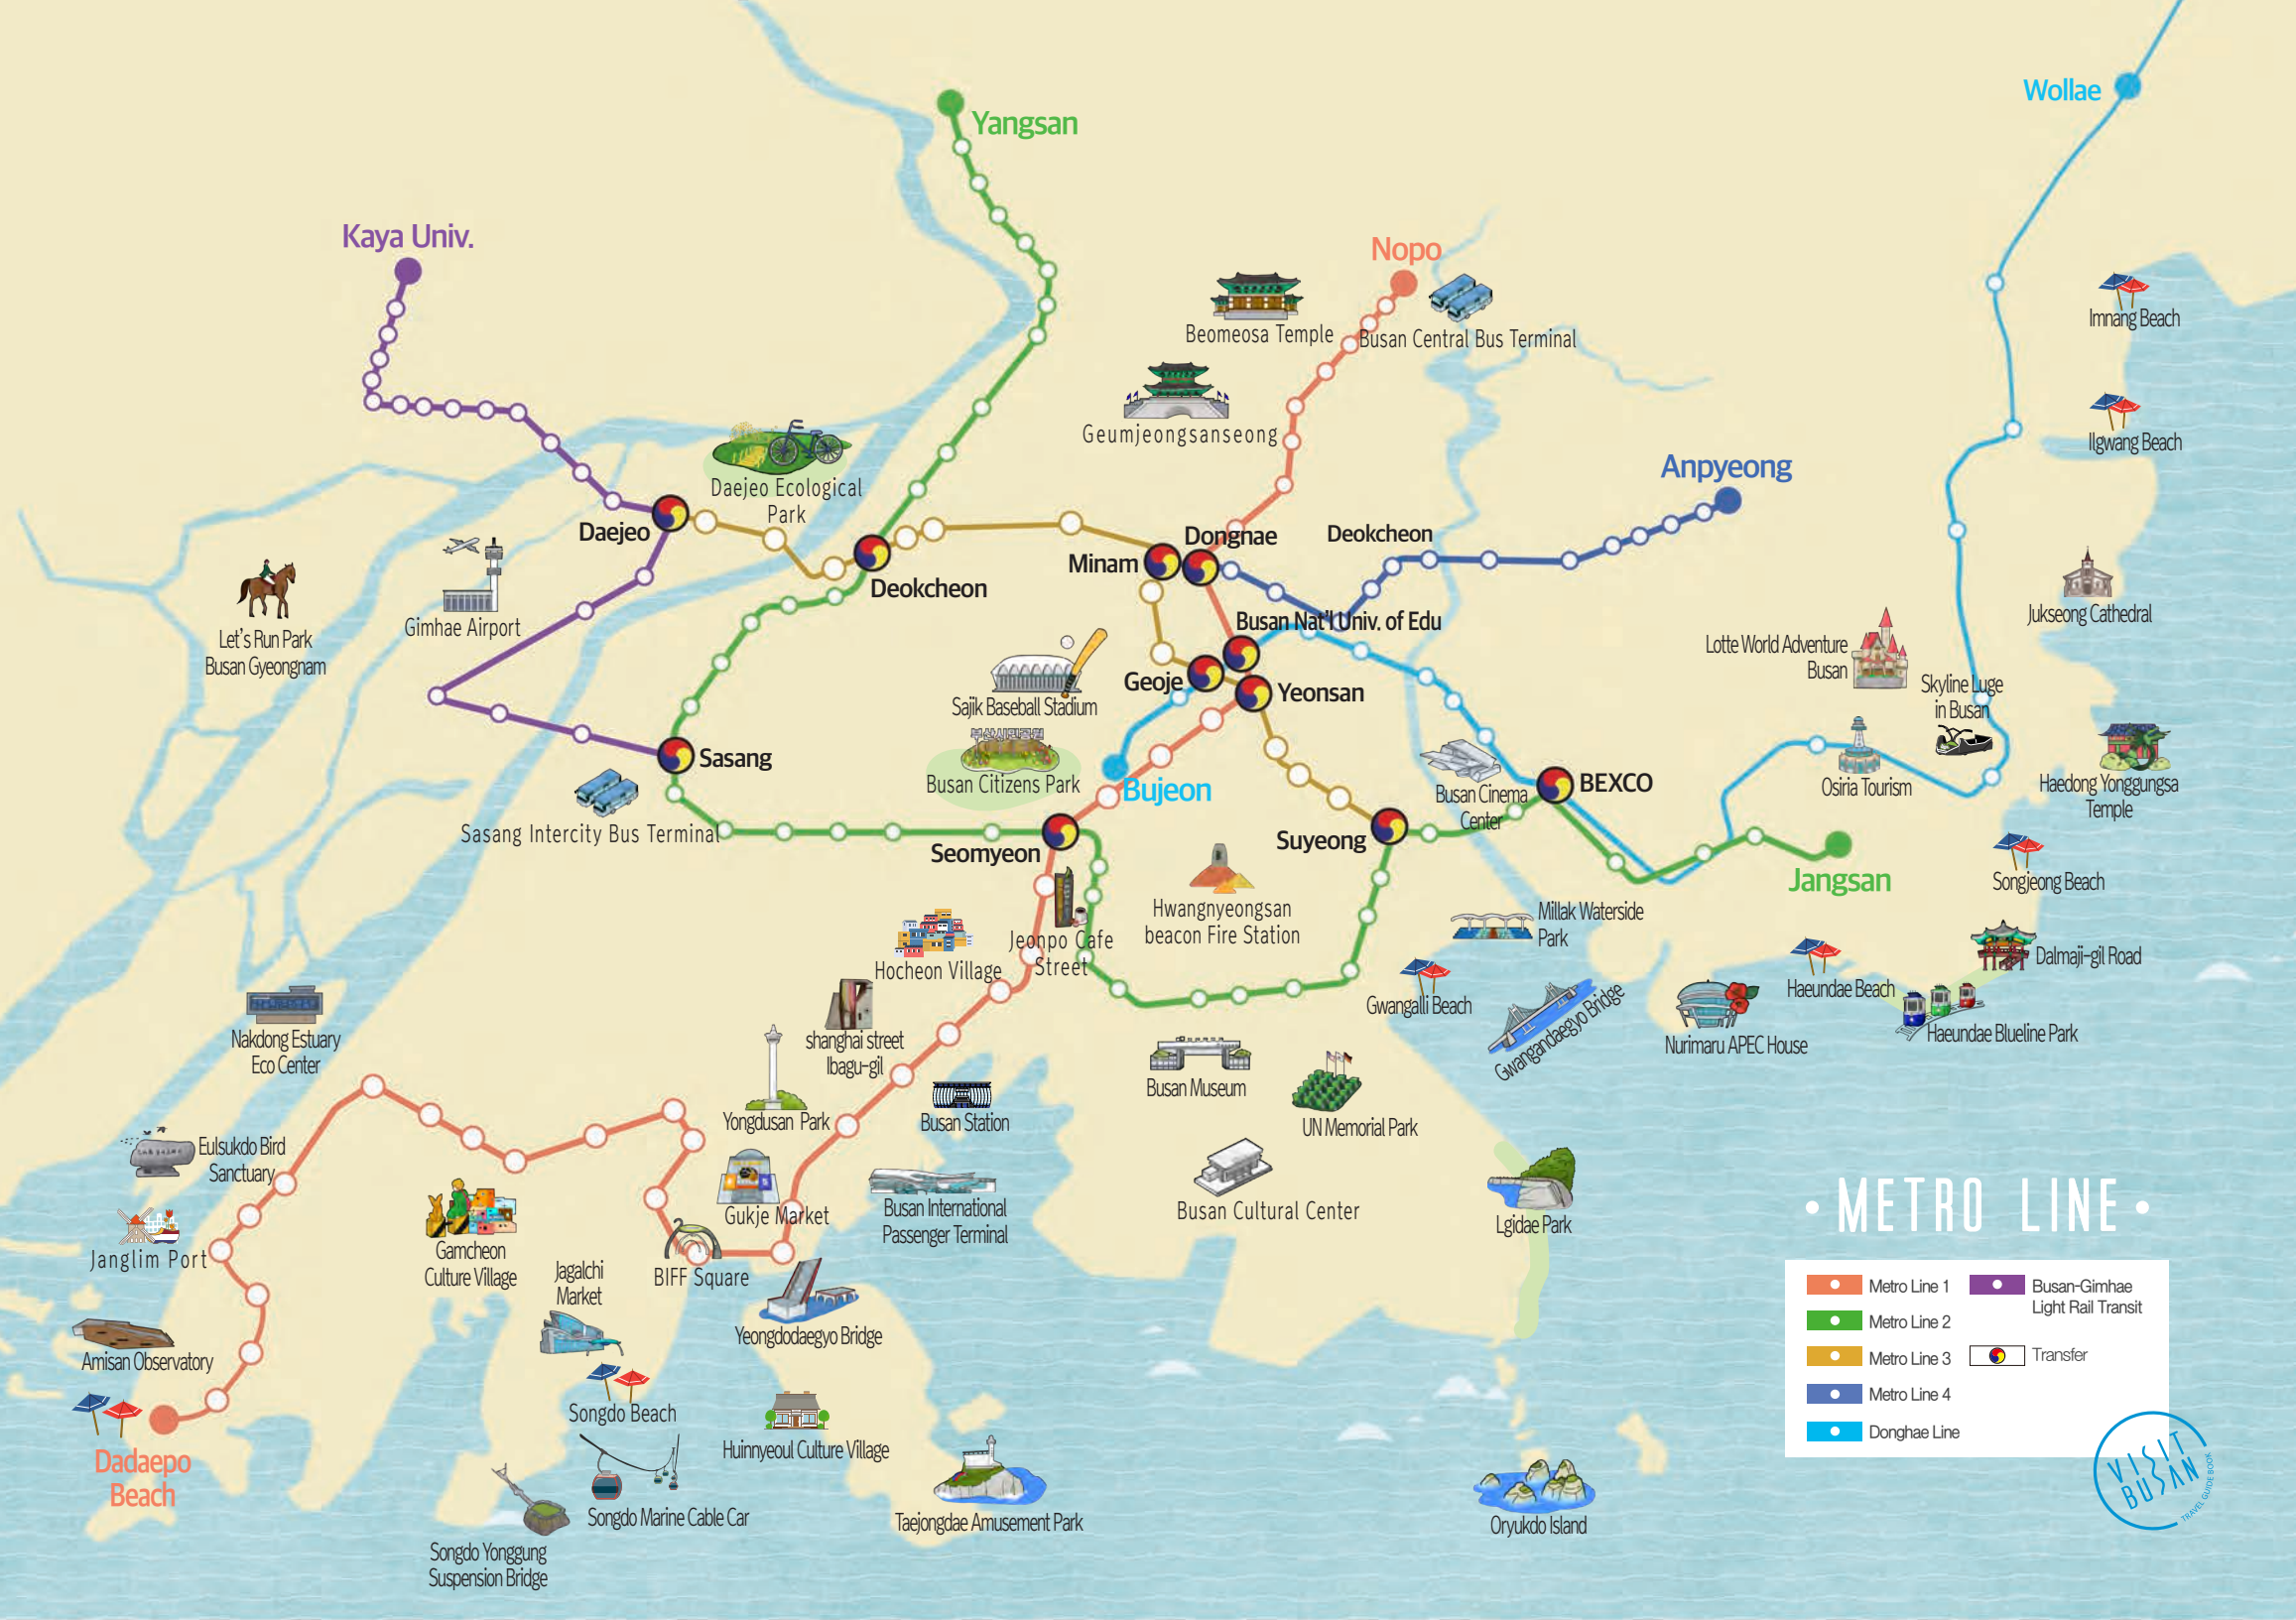 Wollae
Yangsan
Kaya Univ.
Nopo
Imnang Beach
Beomeosa Temple
Busan Central Bus Terminal
Geumjeongsanseong
Ilgwang Beach
Anpyeong
Daejeo Ecological
Park
Daejeo
Dongnae
Deokcheon
Minam
Deokcheon
Let's Run Park
Busan Gyeongnam
Gimhae Airport
Busan Nat'l Univ. of Edu
Jukseong Cathedral
Lotte World Adventure
Busan
Skyline Luge
in Busan
Geoje
Yeonsan
Sajik Baseball Stadium
부산시민공원
Busan Citizens Park
Sasang
Bujeon
BEXCO
Busan Cinema
Center
Osiria Tourism
Haedong Yonggungsa
Temple
Sasang Intercity Bus Terminal
Seomyeon
Suyeong
Jangsan
Songjeong Beach
Hwangnyeongsan
beacon Fire Station
Millak Waterside
Park
Jeonpo Cafe
Street
Hocheon Village
Dalmaji-gil Road
Gwangalli Beach
Haeundae Beach
Gwangandaegyo Bridge
Nurimaru APEC House
Haeundae Blueline Park
Nakdong Estuary
Eco Center
shanghai street
Ibagu-gil
Yongdusan Park
Busan Station
Busan Museum
UN Memorial Park
Eulsukdo Bird
Sanctuary
Gukje Market
Busan International
Passenger Terminal
Busan Cultural Center
Lgidae Park
Janglim Port
Gamcheon
Culture Village
Jagalchi
Market
BIFF Square
Yeongdodaegyo Bridge
Amisan Observatory
Songdo Beach
Dadaepo
Beach
Huinnyeoul Culture Village
Songdo Marine Cable Car
Taejongdae Amusement Park
Oryukdo Island
Songdo Yonggung
Suspension Bridge
• METRO LINE •
Metro Line 1
Metro Line 2
Metro Line 3
Metro Line 4
Donghae Line
Busan-Gimhae
Light Rail Transit
Transfer
VISIT
BUSAN
TRAVEL GUIDE BOOK